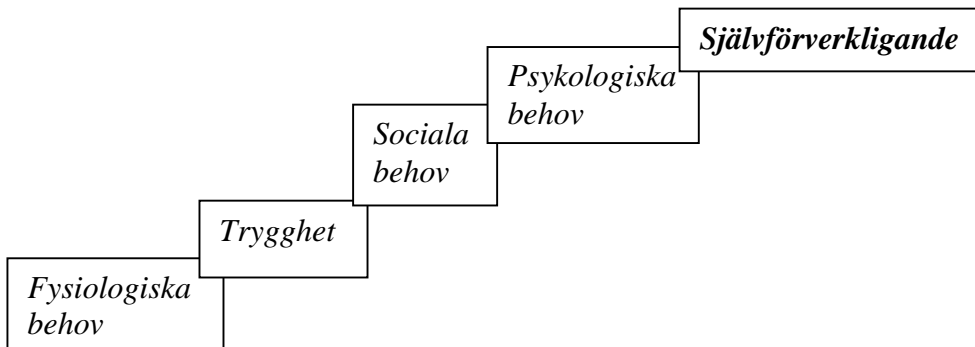 Självförverkligande
Psykologiska
behov
Sociala
behov
Trygghet
Fysiologiska
behov